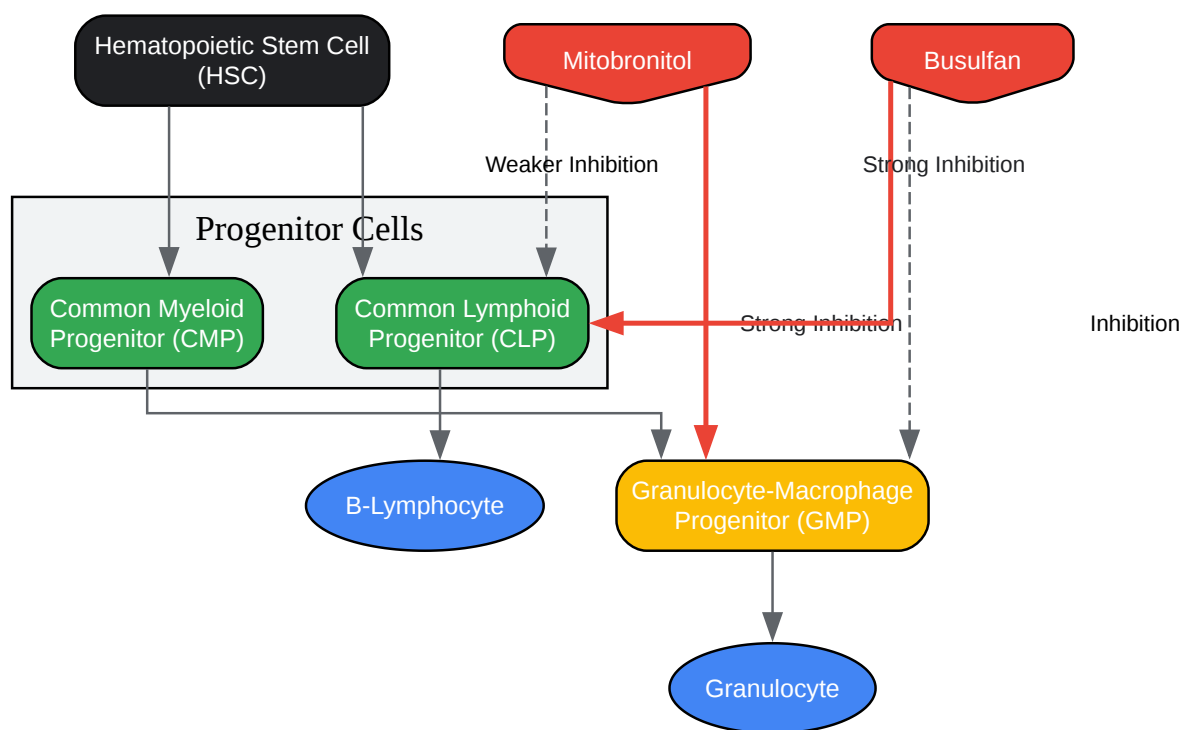 Hematopoietic Stem Cell
(HSC)
Mitobronitol
Busulfan
Weaker Inhibition
Strong Inhibition
Progenitor Cells
Common Myeloid
Progenitor (CMP)
Common Lymphoid
Progenitor (CLP)
Strong Inhibition
Inhibition
B-Lymphocyte
Granulocyte-Macrophage
Progenitor (GMP)
Granulocyte